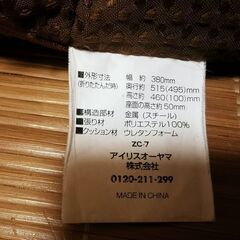 ■外形寸法 幅 約 380mm
(折りたたんだ時) 奥行約 515(495)mm
高さ約 460(100)mm
座面の高さ約 50mm
■構造部材 金属(スチール)
■張り材 ポリエステル100%
■クッション材 ウレタンフォーム
ZC-7
アイリスオーヤマ
株式会社
0120-211-299
MADE IN CHINA